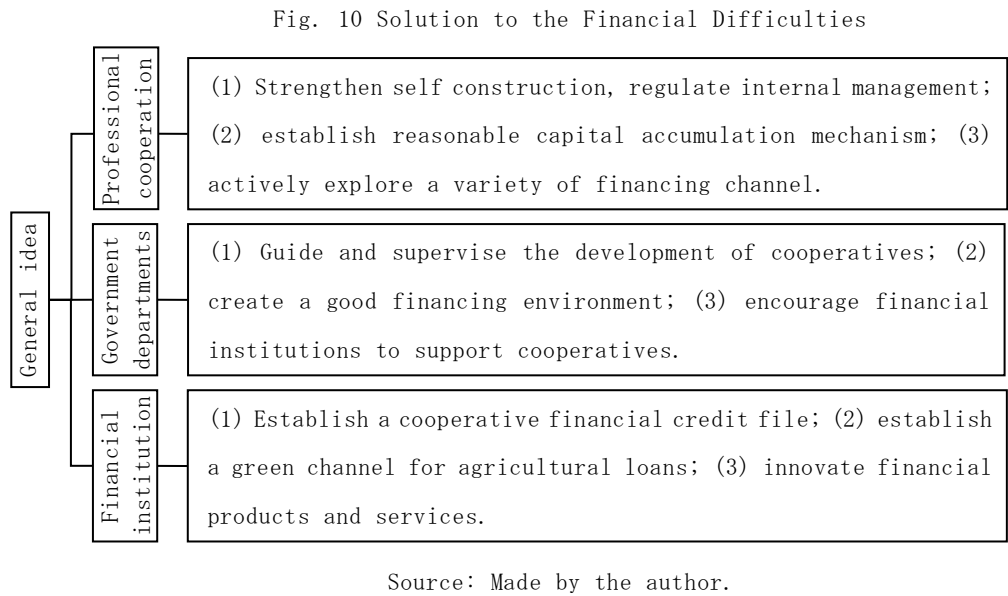 Fig. 10 Solution to the Financial Difficulties
General idea
Professional
cooperation
(1) Strengthen self construction, regulate internal management;
(2) establish reasonable capital accumulation mechanism; (3)
actively explore a variety of financing channel.
Government
departments
(1) Guide and supervise the development of cooperatives; (2)
create a good financing environment; (3) encourage financial
institutions to support cooperatives.
Financial
institution
(1) Establish a cooperative financial credit file; (2) establish
a green channel for agricultural loans; (3) innovate financial
products and services.
Source: Made by the author.